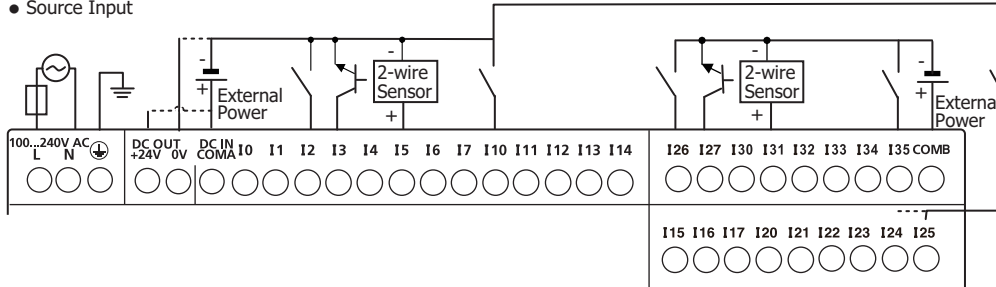 ● Source Input
-
+
External
Power
-
2-wire
Sensor
+
-
2-wire
Sensor
+
-
+
Externa
Power
100...240V AC
L N
DC OUT
+24V 0V
DC IN
COMA I0 I1 I2 I3 I4 I5 I6 I7 I10 I11 I12 I13 I14
I26 I27 I30 I31 I32 I33 I34 I35 COMB
I15 I16 I17 I20 I21 I22 I23 I24 I25